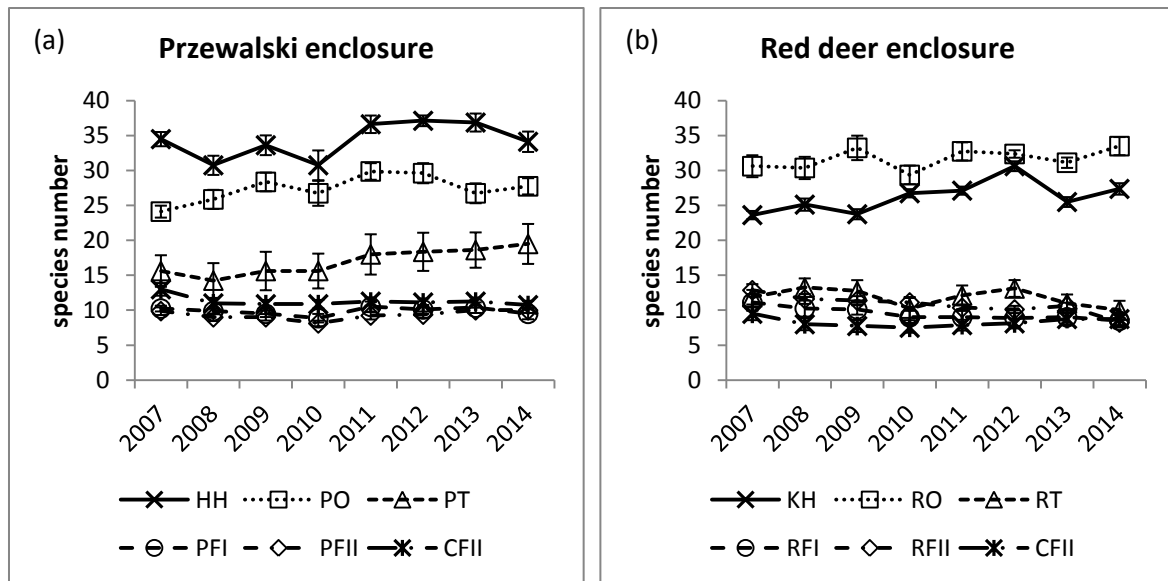 (a) Przewalski enclosure
species number
40
35
30
25
20
15
10
5
0
2007 2008 2009 2010 2011 2012 2013 2014
HH PO PT
PFI PFII CFII
(b) Red deer enclosure
species number
40
35
30
25
20
15
10
5
0
2007 2008 2009 2010 2011 2012 2013 2014
KH RO RT
RFI RFII CFII